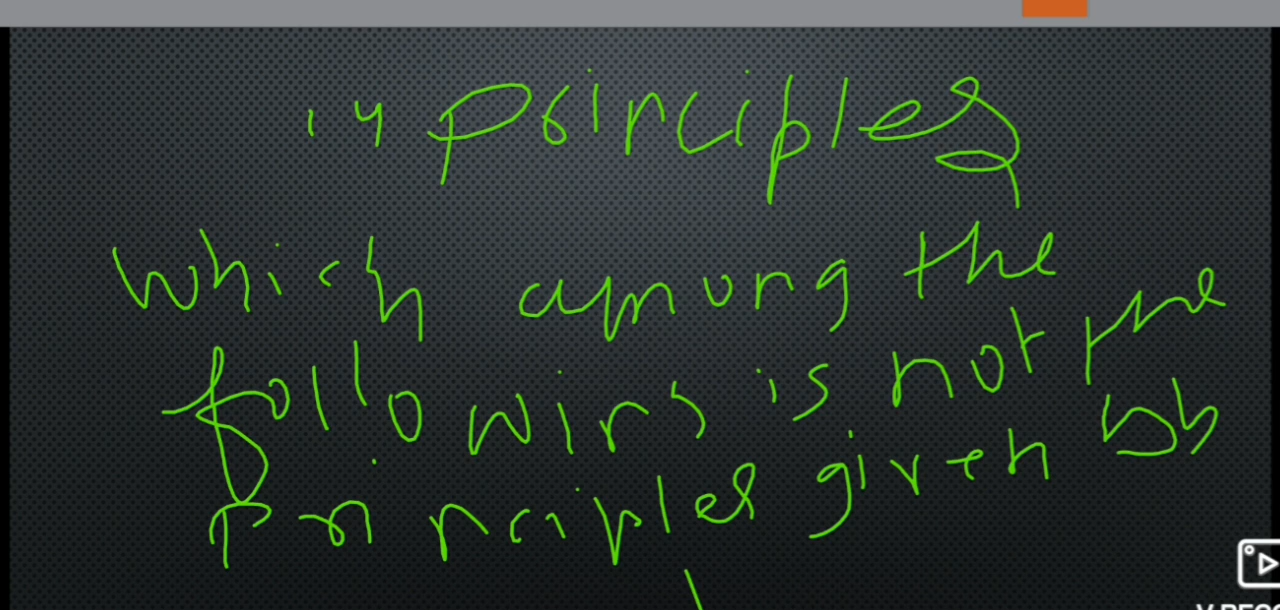 14 Principles
which among the
following is not the
Principles given by